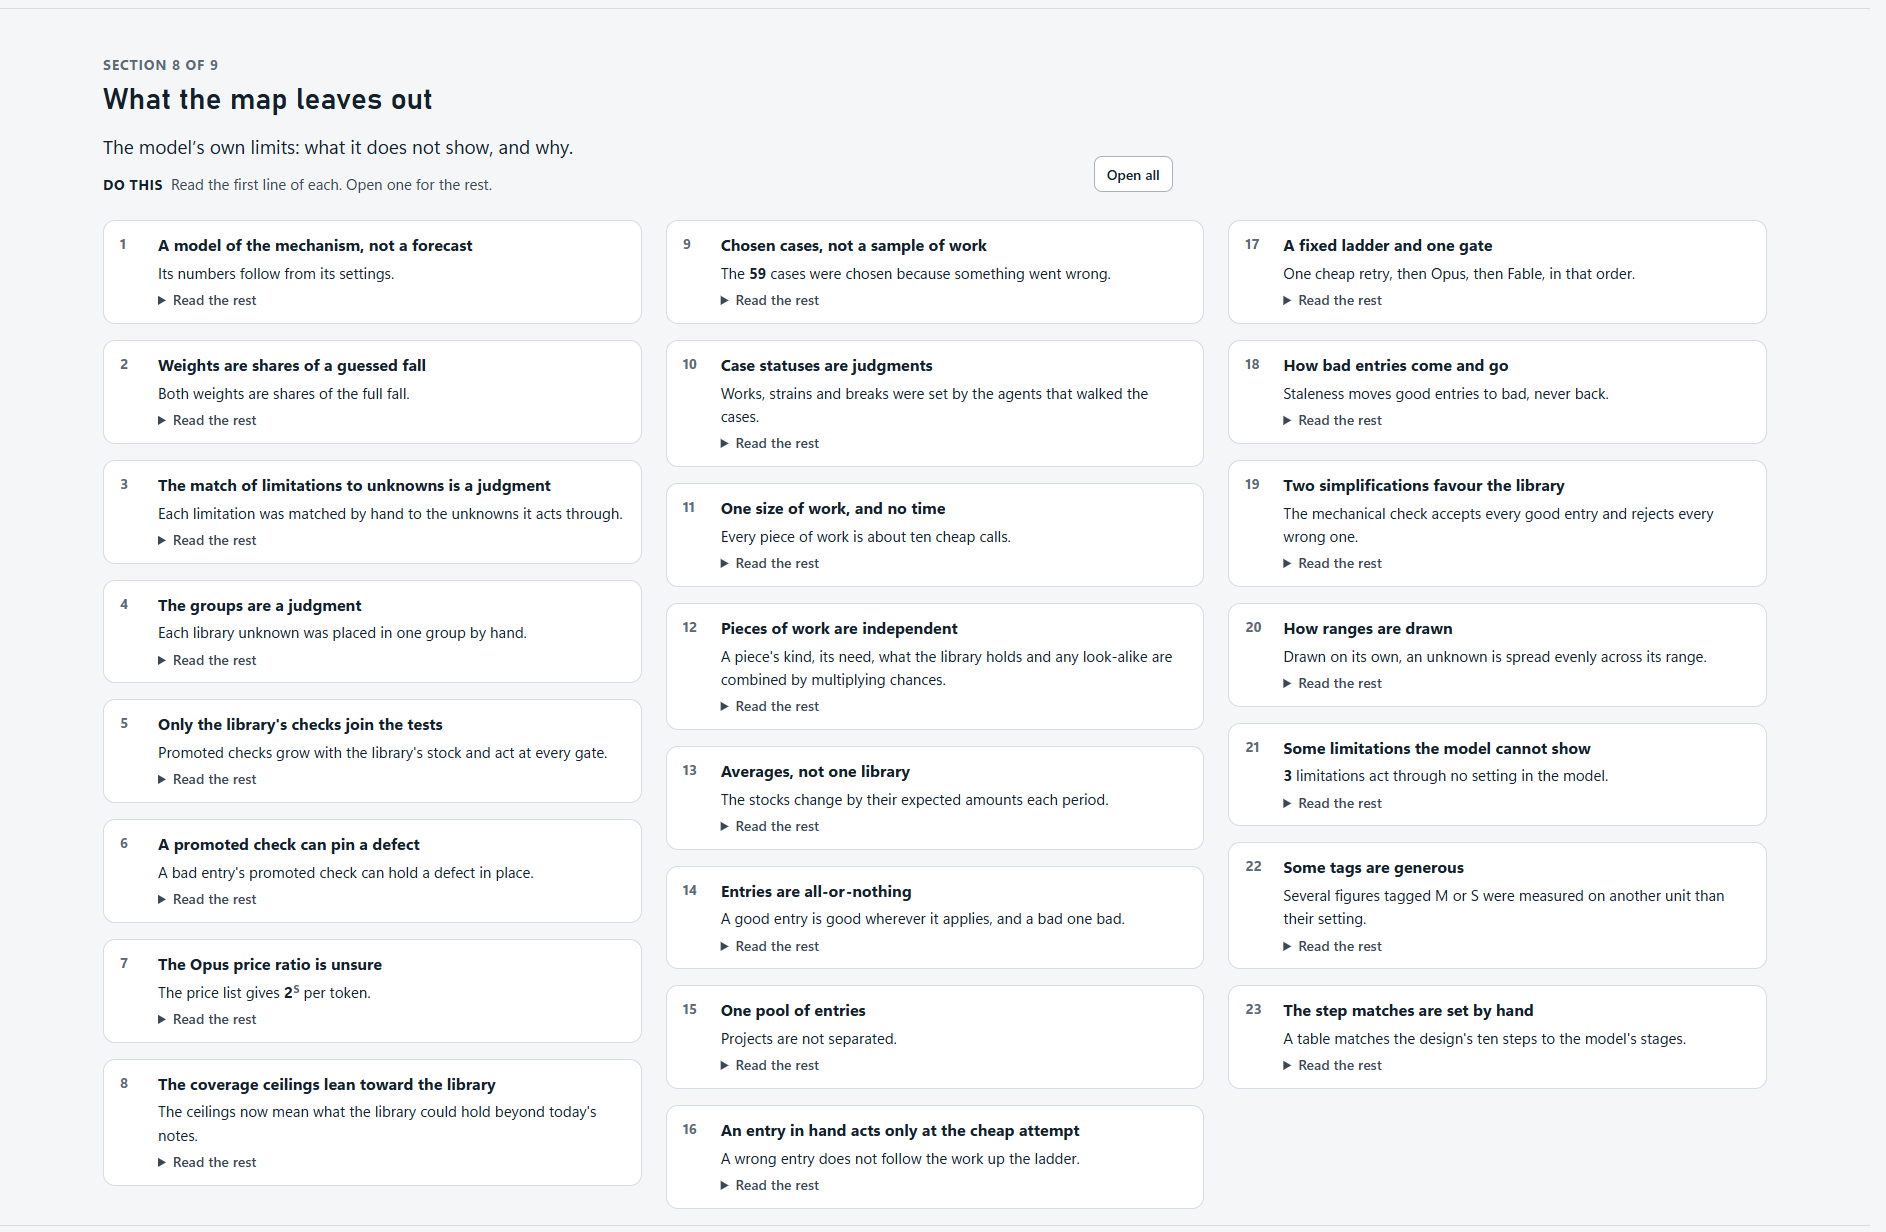 SECTION 8 OF 9
What the map leaves out
The model's own limits: what it does not show, and why.
DO THIS Read the first line of each. Open one for the rest.
Open all
1 A model of the mechanism, not a forecast
Its numbers follow from its settings.
▶ Read the rest
2 Weights are shares of a guessed fall
Both weights are shares of the full fall.
▶ Read the rest
3 The match of limitations to unknowns is a judgment
Each limitation was matched by hand to the unknowns it acts through.
▶ Read the rest
4 The groups are a judgment
Each library unknown was placed in one group by hand.
▶ Read the rest
5 Only the library's checks join the tests
Promoted checks grow with the library's stock and act at every gate.
▶ Read the rest
6 A promoted check can pin a defect
A bad entry's promoted check can hold a defect in place.
▶ Read the rest
7 The Opus price ratio is unsure
The price list gives 2ˢ per token.
▶ Read the rest
8 The coverage ceilings lean toward the library
The ceilings now mean what the library could hold beyond today's
notes.
▶ Read the rest
9 Chosen cases, not a sample of work
The 59 cases were chosen because something went wrong.
▶ Read the rest
10 Case statuses are judgments
Works, strains and breaks were set by the agents that walked the
cases.
▶ Read the rest
11 One size of work, and no time
Every piece of work is about ten cheap calls.
▶ Read the rest
12 Pieces of work are independent
A piece's kind, its need, what the library holds and any look-alike are
combined by multiplying chances.
▶ Read the rest
13 Averages, not one library
The stocks change by their expected amounts each period.
▶ Read the rest
14 Entries are all-or-nothing
A good entry is good wherever it applies, and a bad one bad.
▶ Read the rest
15 One pool of entries
Projects are not separated.
▶ Read the rest
16 An entry in hand acts only at the cheap attempt
A wrong entry does not follow the work up the ladder.
▶ Read the rest
17 A fixed ladder and one gate
One cheap retry, then Opus, then Fable, in that order.
▶ Read the rest
18 How bad entries come and go
Staleness moves good entries to bad, never back.
▶ Read the rest
19 Two simplifications favour the library
The mechanical check accepts every good entry and rejects every
wrong one.
▶ Read the rest
20 How ranges are drawn
Drawn on its own, an unknown is spread evenly across its range.
▶ Read the rest
21 Some limitations the model cannot show
3 limitations act through no setting in the model.
▶ Read the rest
22 Some tags are generous
Several figures tagged M or S were measured on another unit than
their setting.
▶ Read the rest
23 The step matches are set by hand
A table matches the design's ten steps to the model's stages.
▶ Read the rest